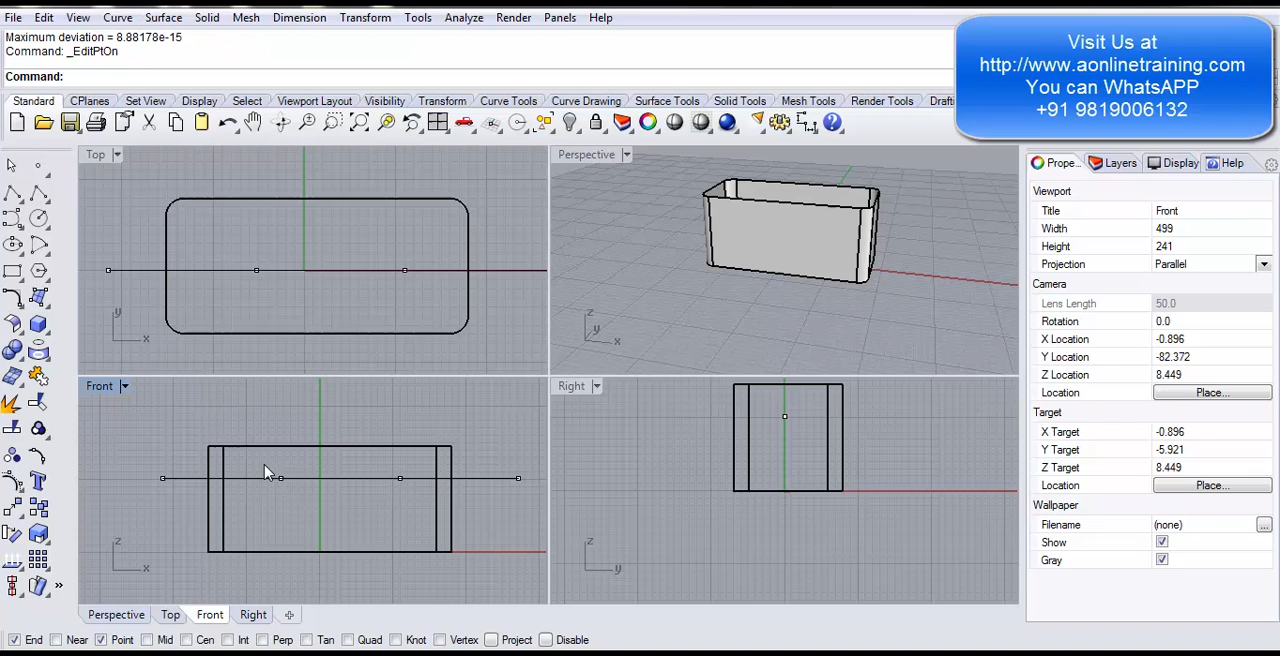 File Edit View Curve Surface Solid Mesh Dimension Transform Tools Analyze Render Panels Help
Maximum deviation = 8.88178e-15
Command: _EditPtOn
Command:
Visit Us at
http://www.aonlinetraining.com
You can WhatsAPP
+91 9819006132
Standard CPlanes Set View Display Select Viewport Layout Visibility Transform Curve Tools Curve Drawing Surface Tools Solid Tools Mesh Tools Render Tools Drafti
Top
Perspective
Front
Right
y
x
z
y
x
z
x
z
y
Perspective Top Front Right
Prope... Layers Display Help
Viewport
Title Front
Width 499
Height 241
Projection Parallel
Camera
Lens Length 50.0
Rotation 0.0
X Location -0.896
Y Location -82.372
Z Location 8.449
Location Place...
Target
X Target -0.896
Y Target -5.921
Z Target 8.449
Location Place...
Wallpaper
Filename (none) ...
Show
Gray
End Near Point Mid Cen Int Perp Tan Quad Knot Vertex Project Disable